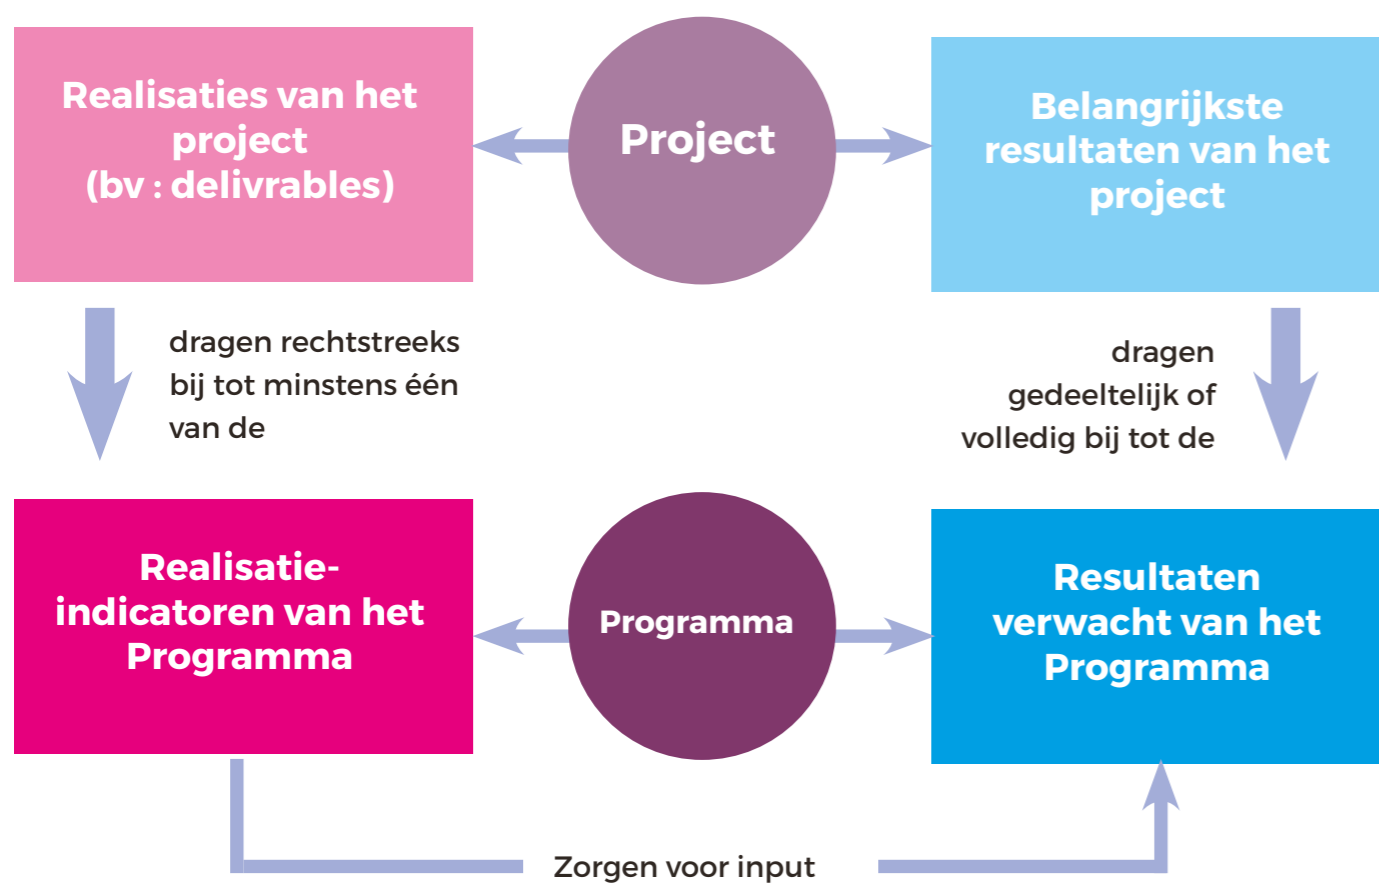 Realisaties van het
project
(bv : delivrables)
Project
Belangrijkste
resultaten van het
project
dragen rechtstreeks
bij tot minstens één
van de
dragen
gedeeltelijk of
volledig bij tot de
Realisatie-
indicatoren van het
Programma
Programma
Resultaten
verwacht van het
Programma
Zorgen voor input